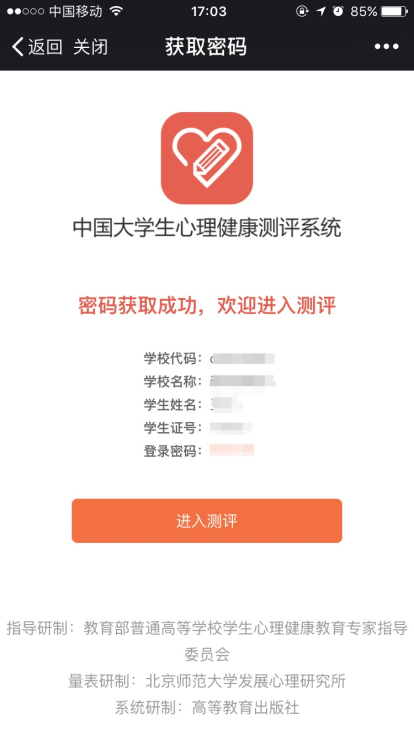 中国移动 17:03 85%
返回 关闭 获取密码
中国大学生心理健康测评系统
密码获取成功，欢迎进入测评
学校代码：
学校名称：
学生姓名：
学生证号：
登录密码：
进入测评
指导研制：教育部普通高等学校学生心理健康教育专家指导
委员会
量表研制：北京师范大学发展心理研究所
系统研制：高等教育出版社